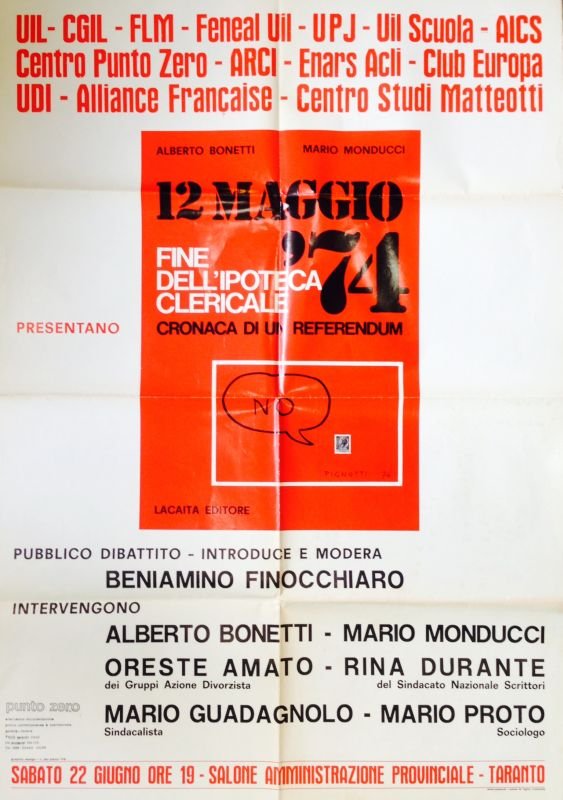 UIL - CGIL - FLM - Feneal Uil - UPJ - Uil Scuola - AICS
Centro Punto Zero - ARCI - Enars Acli - Club Europa
UDI - Alliance Française - Centro Studi Matteotti
ALBERTO BONETTI MARIO MONDUCCI
12 MAGGIO
'74
FINE
DELL'IPOTECA
CLERICALE
PRESENTANO
CRONACA DI UN REFERENDUM
NO
PIGNOTTI 74
LACAITA EDITORE
PUBBLICO DIBATTITO - INTRODUCE E MODERA
BENIAMINO FINOCCHIARO
INTERVENGONO
ALBERTO BONETTI - MARIO MONDUCCI
ORESTE AMATO - RINA DURANTE
dei Gruppi Azione Divorzista del Sindacato Nazionale Scrittori
punto zero
MARIO GUADAGNOLO - MARIO PROTO
Sindacalista Sociologo
SABATO 22 GIUGNO ORE 19 - SALONE AMMINISTRAZIONE PROVINCIALE - TARANTO